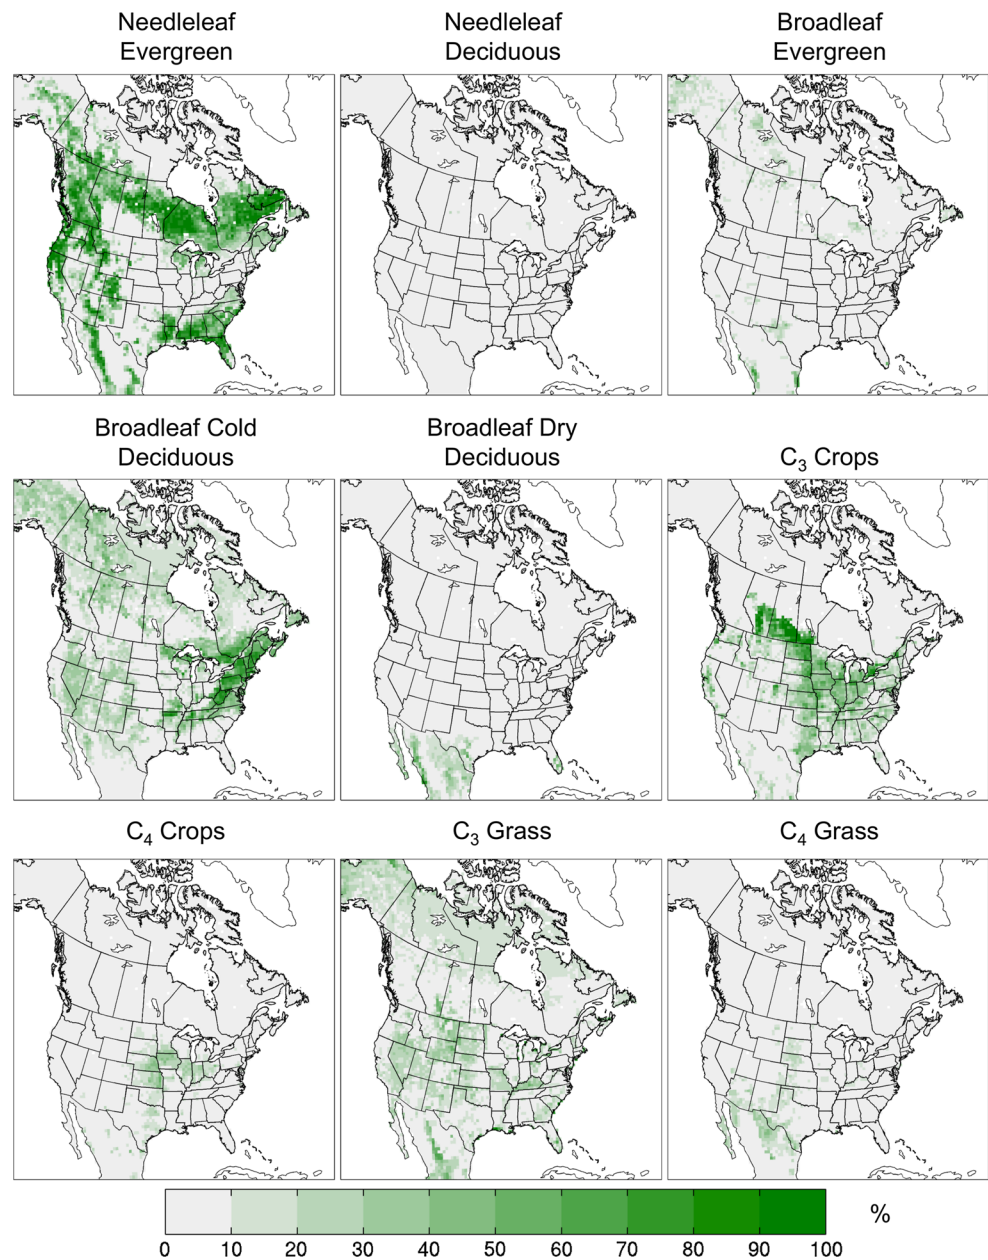 Needleleaf
Evergreen
Needleleaf
Deciduous
Broadleaf
Evergreen
Broadleaf Cold
Deciduous
Broadleaf Dry
Deciduous
C₃ Crops
C₄ Crops
C₃ Grass
C₄ Grass
0 10 20 30 40 50 60 70 80 90 100 %